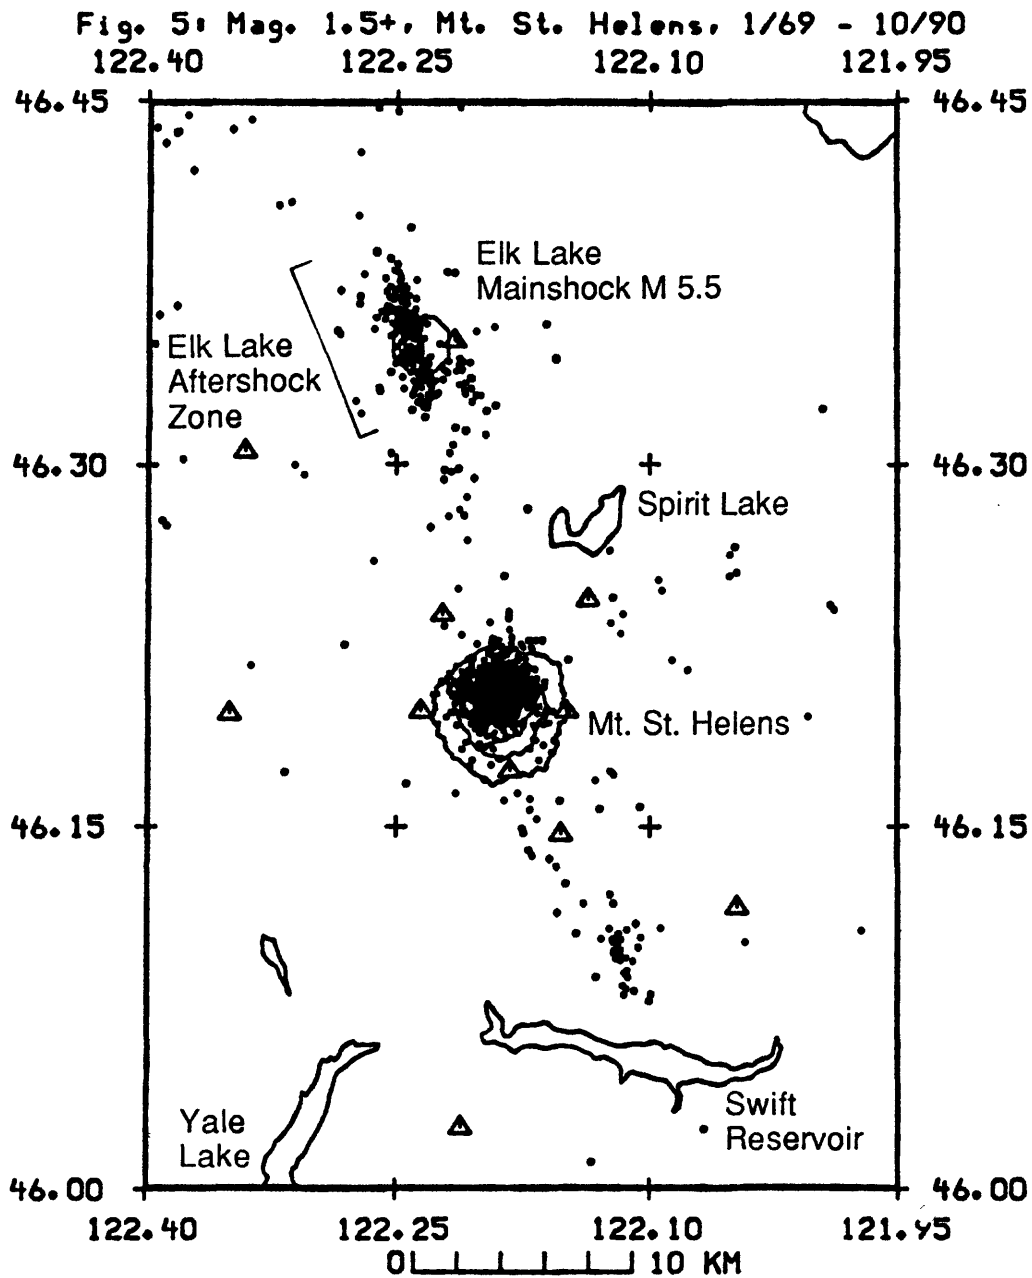 Fig. 5: Mag. 1.5+, Mt. St. Helens, 1/69 - 10/90
122.40 122.25 122.10 121.95
46.45 46.45
Elk Lake
Mainshock M 5.5
Elk Lake
Aftershock
Zone
46.30 46.30
Spirit Lake
Mt. St. Helens
46.15 46.15
Swift
Reservoir
Yale
Lake
46.00 46.00
122.40 122.25 122.10 121.95
0 10 KM